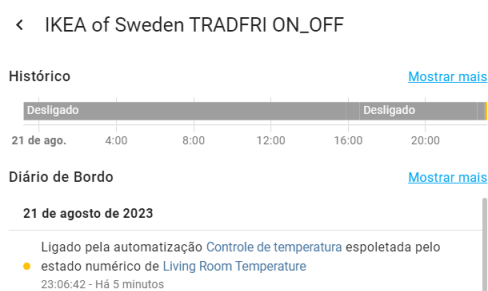 IKEA of Sweden TRADFRI ON_OFF
Histórico Mostrar mais
Desligado Desligado
21 de ago. 4:00 8:00 12:00 16:00 20:00
Diário de Bordo Mostrar mais
21 de agosto de 2023
Ligado pela automatização Controle de temperatura espoletada pelo
estado numérico de Living Room Temperature
23:06:42 - Há 5 minutos